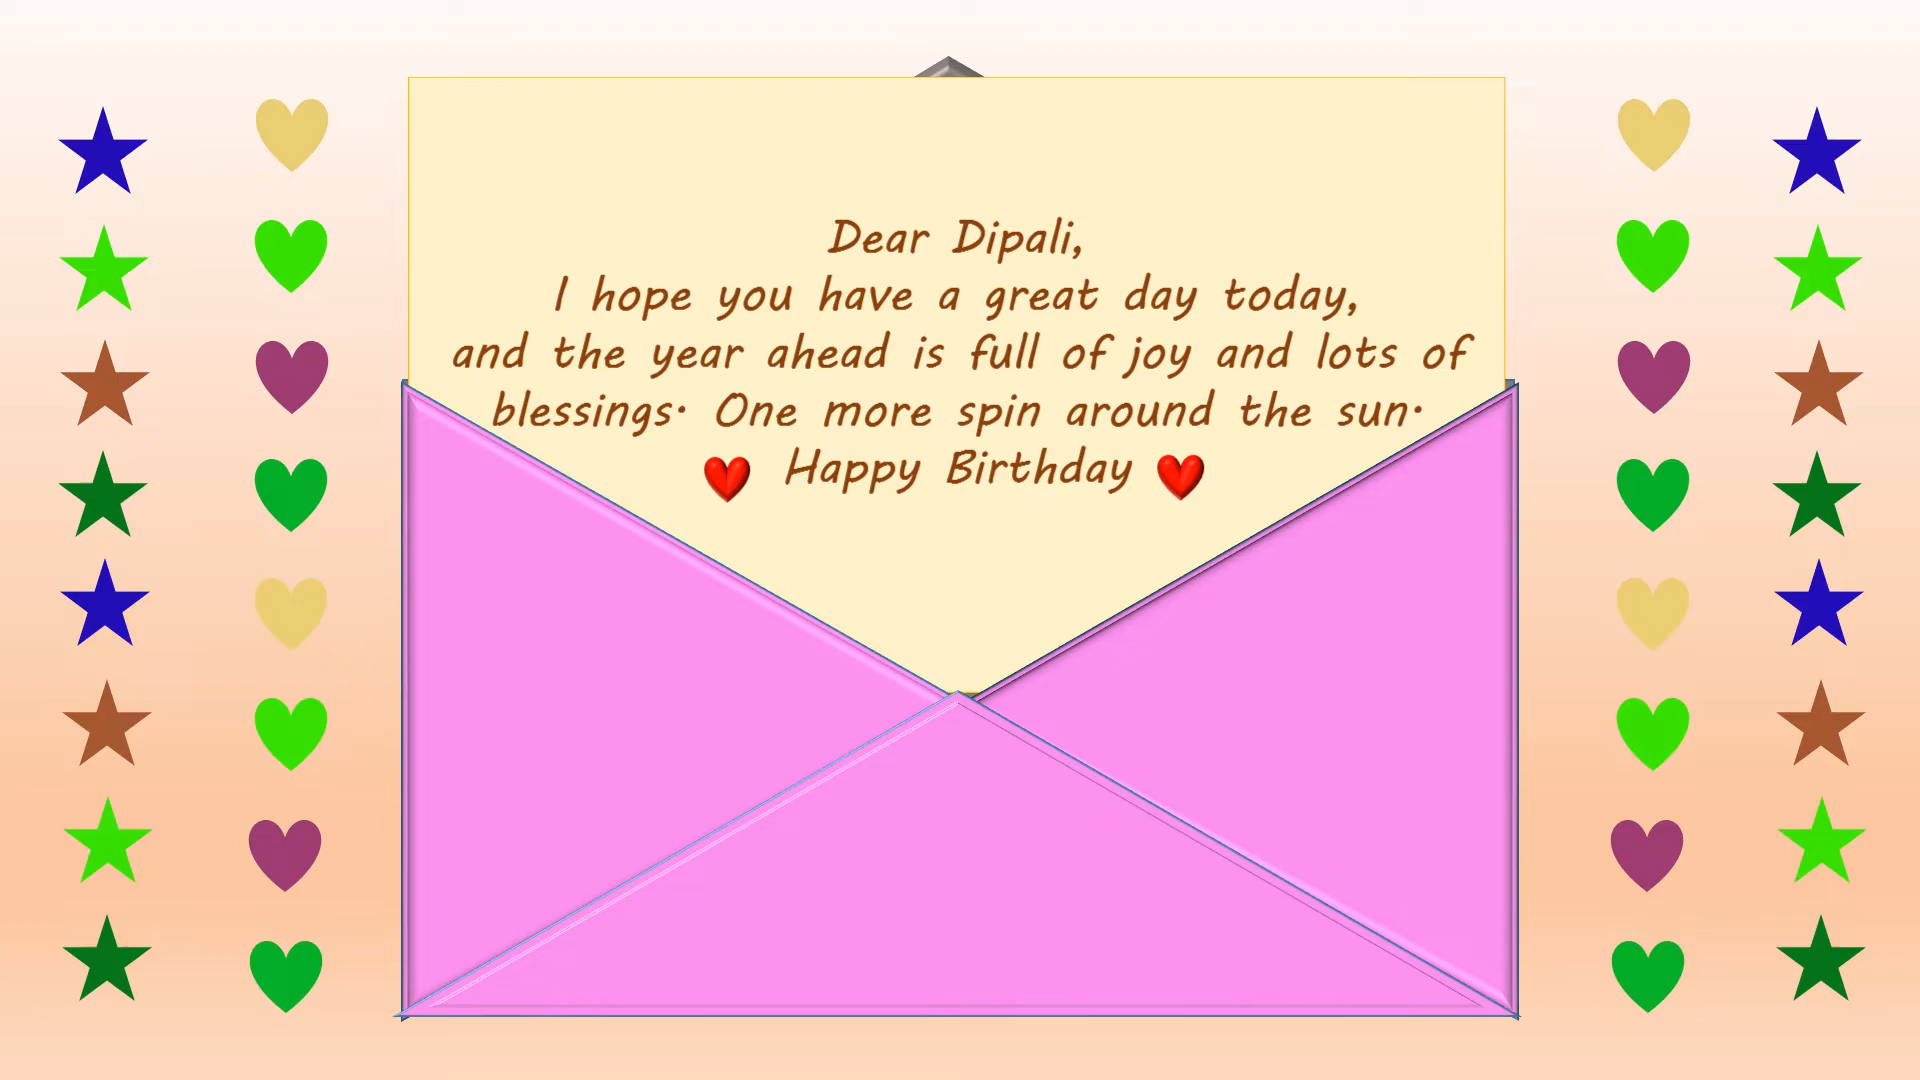 Dear Dipali,
I hope you have a great day today,
and the year ahead is full of joy and lots of
blessings. One more spin around the sun.
Happy Birthday